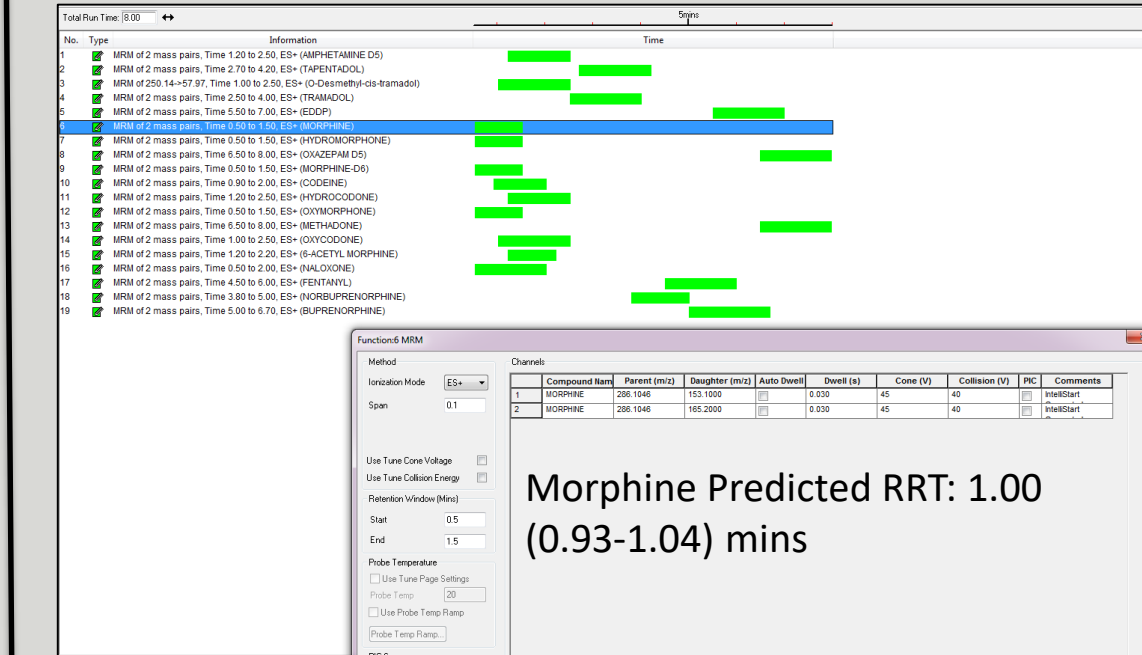 Total Run Time: 8.00
5mins
No. Type Information Time
1 MRM of 2 mass pairs, Time 1.20 to 2.50, ES+ (AMPHETAMINE D5)
2 MRM of 2 mass pairs, Time 2.70 to 4.20, ES+ (TAPENTADOL)
3 MRM of 250.14->57.97, Time 1.00 to 2.50, ES+ (O-Desmethyl-cis-tramadol)
4 MRM of 2 mass pairs, Time 2.50 to 4.00, ES+ (TRAMADOL)
5 MRM of 2 mass pairs, Time 5.50 to 7.00, ES+ (EDDP)
6 MRM of 2 mass pairs, Time 0.50 to 1.50, ES+ (MORPHINE)
7 MRM of 2 mass pairs, Time 0.50 to 1.50, ES+ (HYDROMORPHONE)
8 MRM of 2 mass pairs, Time 6.50 to 8.00, ES+ (OXAZEPAM D5)
9 MRM of 2 mass pairs, Time 0.50 to 1.50, ES+ (MORPHINE-D6)
10 MRM of 2 mass pairs, Time 0.90 to 2.00, ES+ (CODEINE)
11 MRM of 2 mass pairs, Time 1.20 to 2.50, ES+ (HYDROCODONE)
12 MRM of 2 mass pairs, Time 0.50 to 1.50, ES+ (OXYMORPHONE)
13 MRM of 2 mass pairs, Time 6.50 to 8.00, ES+ (METHADONE)
14 MRM of 2 mass pairs, Time 1.00 to 2.50, ES+ (OXYCODONE)
15 MRM of 2 mass pairs, Time 1.20 to 2.20, ES+ (6-ACETYL MORPHINE)
16 MRM of 2 mass pairs, Time 0.50 to 2.00, ES+ (NALOXONE)
17 MRM of 2 mass pairs, Time 4.50 to 6.00, ES+ (FENTANYL)
18 MRM of 2 mass pairs, Time 3.80 to 5.00, ES+ (NORBUPRENORPHINE)
19 MRM of 2 mass pairs, Time 5.00 to 6.70, ES+ (BUPRENORPHINE)
Function:6 MRM
Method
Ionization Mode ES+
Span 0.1
Use Tune Cone Voltage
Use Tune Collision Energy
Retention Window (Mins)
Start 0.5
End 1.5
Probe Temperature
Use Tune Page Settings
Probe Temp 20
Use Probe Temp Ramp
Probe Temp Ramp...
Channels
Compound Nam Parent (m/z) Daughter (m/z) Auto Dwell Dwell (s) Cone (V) Collision (V) PIC Comments
1 MORPHINE 286.1046 153.1000 0.030 45 40 IntelliStart
2 MORPHINE 286.1046 165.2000 0.030 45 40 IntelliStart
Morphine Predicted RRT: 1.00
(0.93-1.04) mins